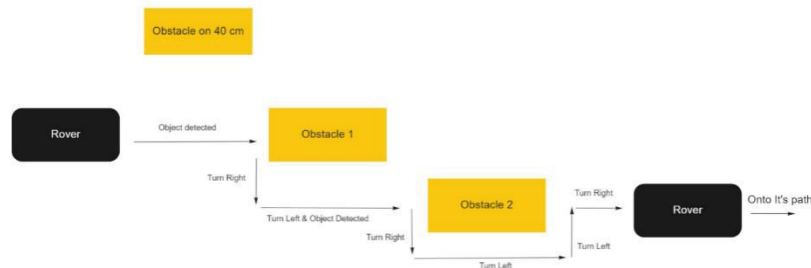 Obstacle on 40 cm
Rover
Object detected
Obstacle 1
Turn Right
Turn Left & Object Detected
Obstacle 2
Turn Right
Turn Left
Turn Left
Turn Right
Rover
Onto It's path